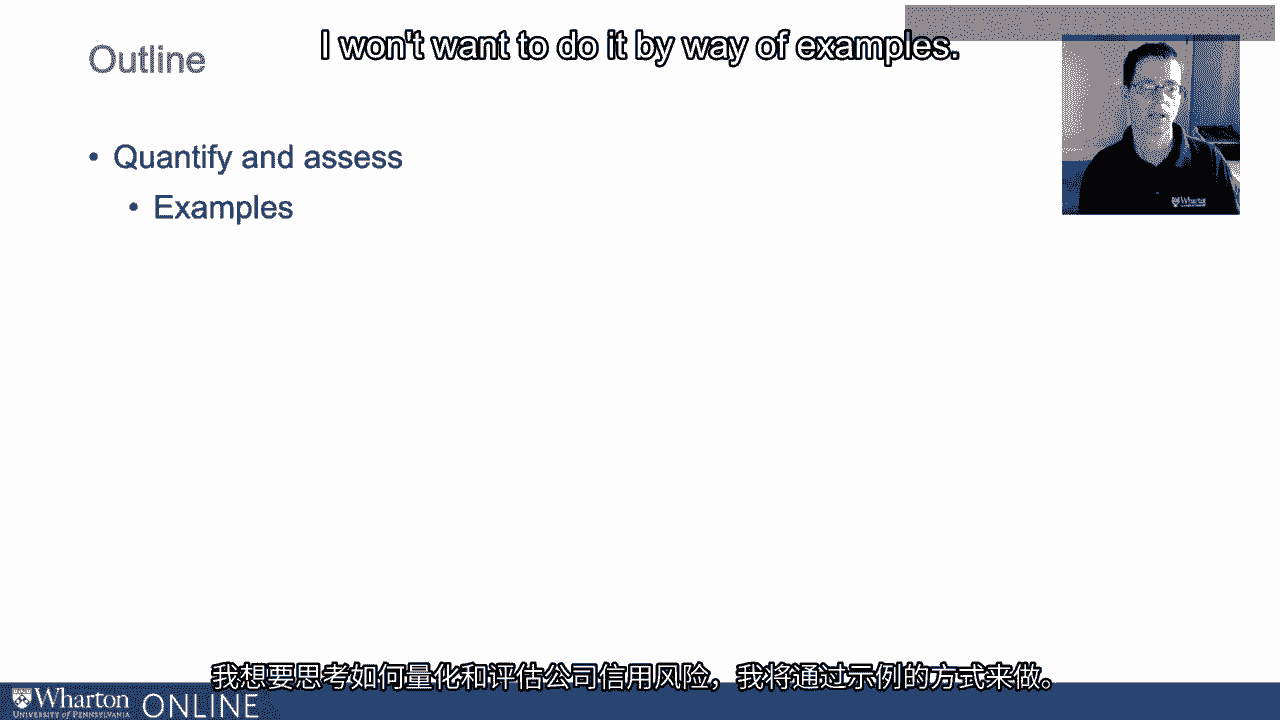 I won't want to do it by way of examples.
Outline
• Quantify and assess
• Examples
Wharton
我想要思考如何量化和评估公司信用风险，我将通过示例的方式来做。
Wharton ONLINE
UNIVERSITY of PENNSYLVANIA